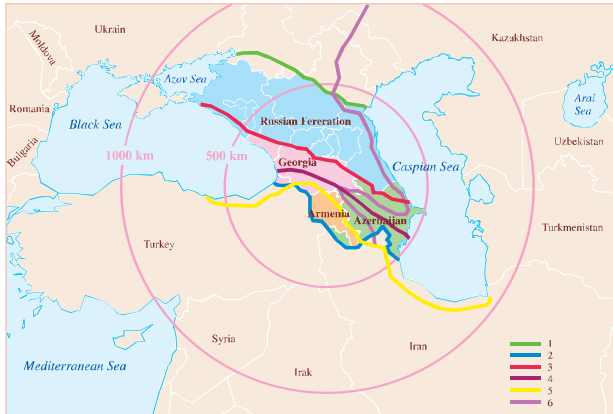 Ukrain
Kazakhstan
Moldova
Azov Sea
Aral
Sea
Romania
Black Sea
Russian Fereration
Bulgaria
1000 km
500 km
Georgia
Caspian Sea
Uzbekistan
Armenia
Azerbaijan
Turkey
Turkmenistan
Syria
Iran
Mediterranean Sea
Irak
1
2
3
4
5
6